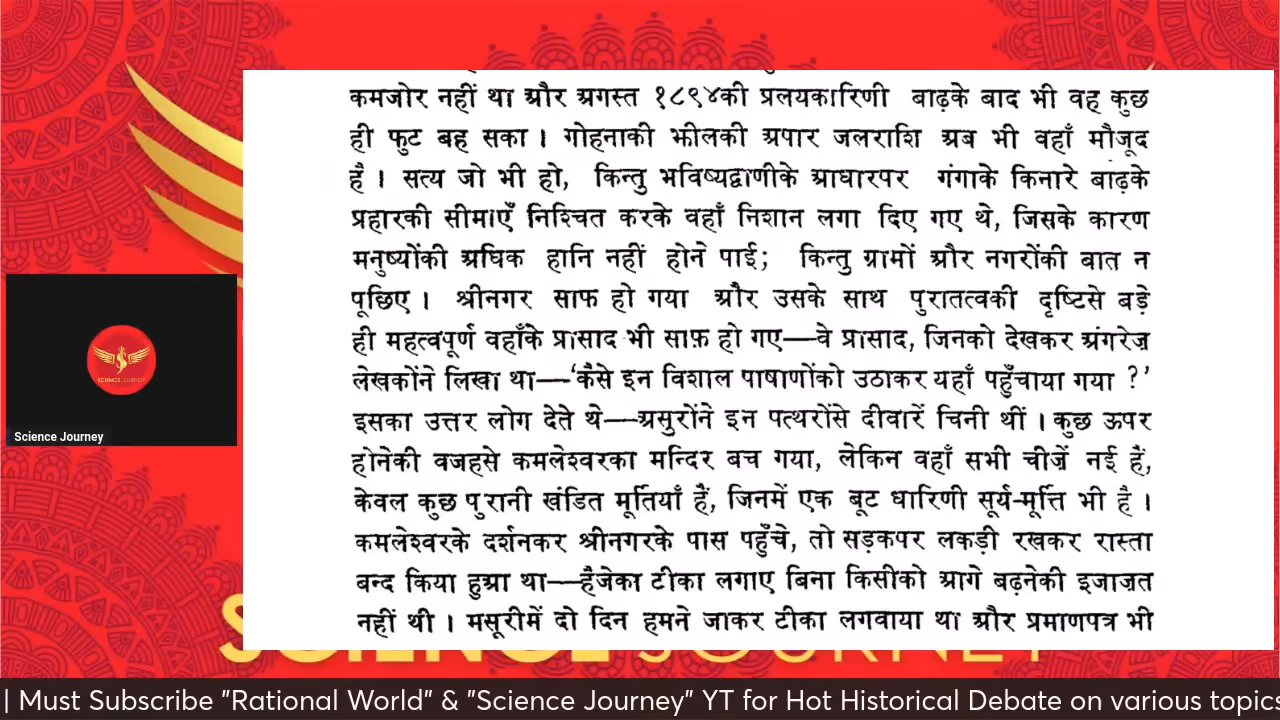 कमजोर नहीं था और अगस्त १८९४की प्रलयकारिणी बाढ़के बाद भी वह कुछ
ही फुट बह सका । गोहनाकी झीलकी अपार जलराशि अब भी वहाँ मौजूद
है । सत्य जो भी हो, किन्तु भविष्यद्वाणीके आधारपर गंगाके किनारे बाढ़के
प्रहारकी सीमाएँ निश्चित करके वहाँ निशान लगा दिए गए थे, जिसके कारण
मनुष्योंकी अधिक हानि नहीं होने पाई; किन्तु ग्रामों और नगरोंकी बात न
पूछिए । श्रीनगर साफ हो गया और उसके साथ पुरातत्वकी दृष्टिसे बड़े
ही महत्वपूर्ण वहाँके प्रासाद भी साफ़ हो गए—वे प्रासाद, जिनको देखकर अंगरेज़
लेखकोंने लिखा था—'कैसे इन विशाल पाषाणोंको उठाकर यहाँ पहुँचाया गया ?'
इसका उत्तर लोग देते थे—असुरोंने इन पत्थरोंसे दीवारें चिनी थीं । कुछ ऊपर
होनेकी वजहसे कमलेश्वरका मन्दिर बच गया, लेकिन वहाँ सभी चीजें नई हैं,
केवल कुछ पुरानी खंडित मूर्तियाँ हैं, जिनमें एक बूट धारिणी सूर्य-मूर्त्ति भी है ।
कमलेश्वरके दर्शनकर श्रीनगरके पास पहुँचे, तो सड़कपर लकड़ी रखकर रास्ता
बन्द किया हुआ था—हैजेका टीका लगाए बिना किसीको आगे बढ़नेकी इजाज़त
नहीं थी । मसूरीमें दो दिन हमने जाकर टीका लगवाया था और प्रमाणपत्र भी
SCIENCE JOURNEY
Science Journey
SCIENCE JOURNEY
| Must Subscribe "Rational World" & "Science Journey" YT for Hot Historical Debate on various topics